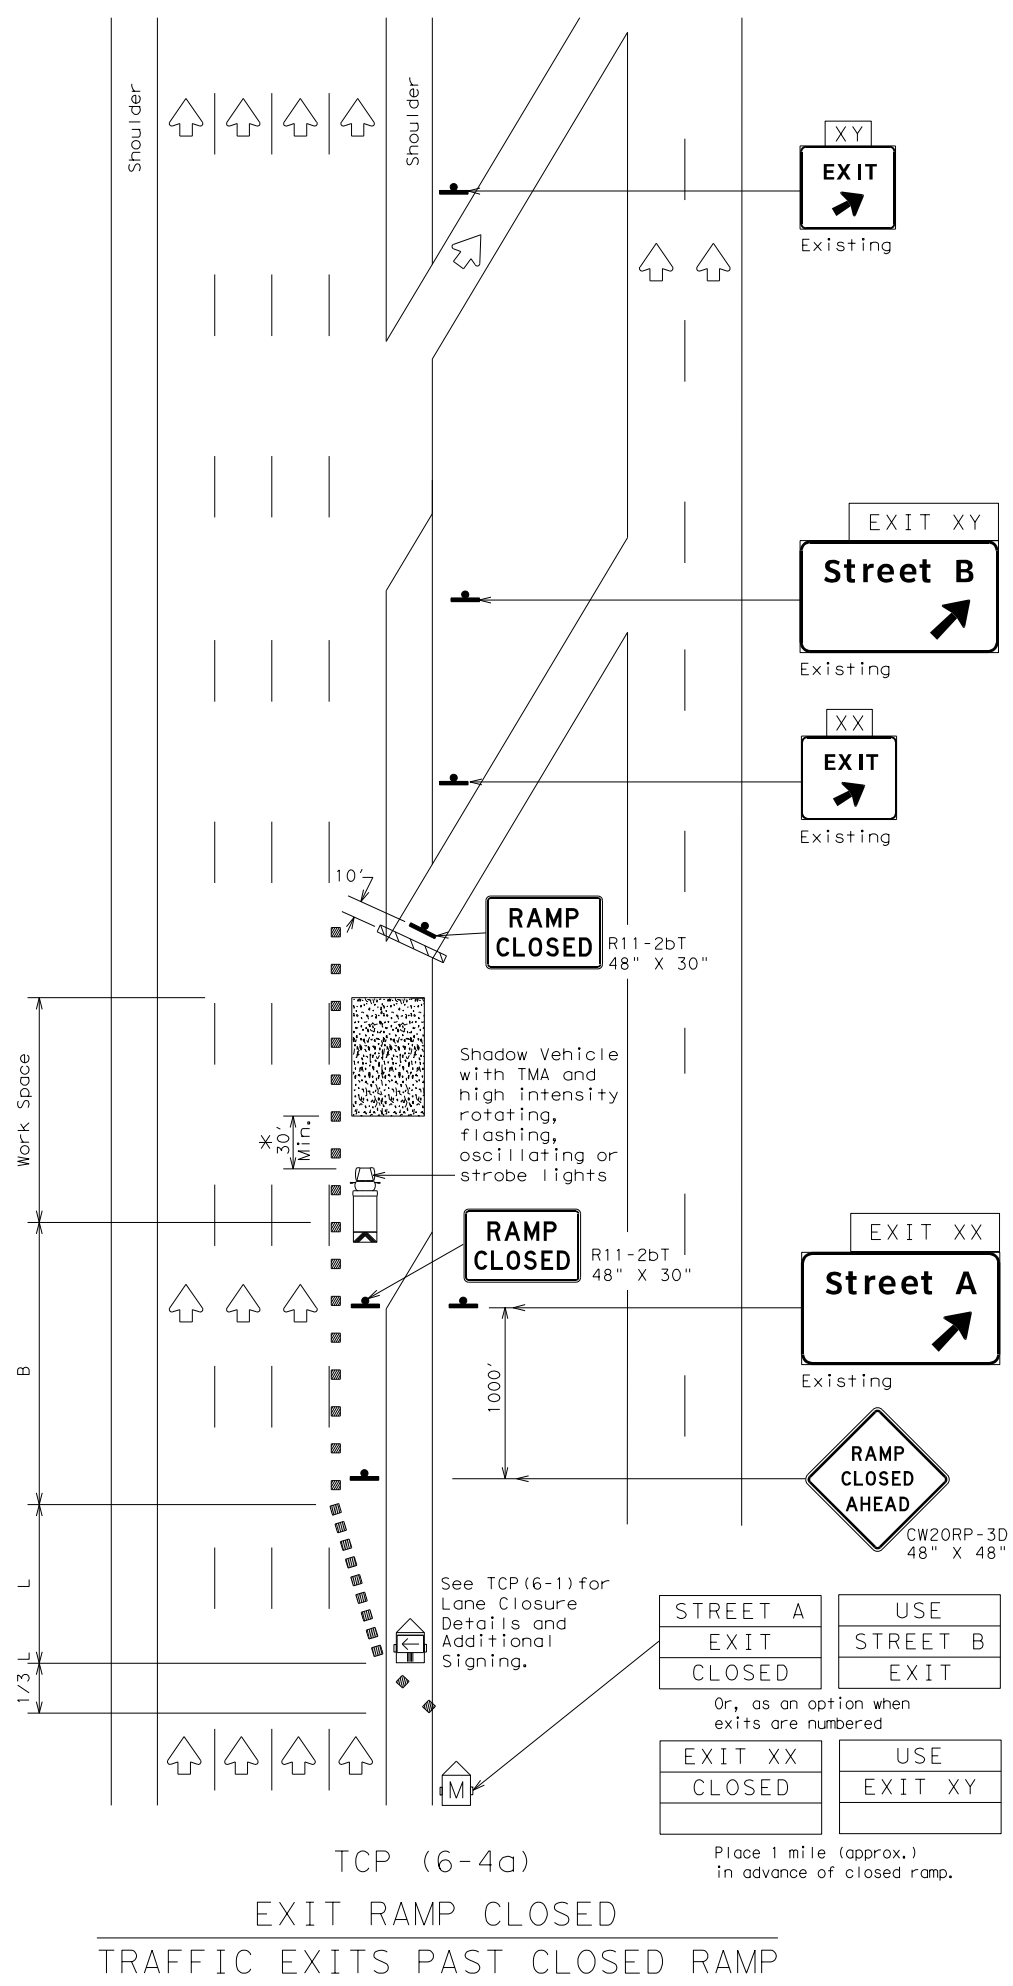 Shoulder
Shoulder
XY
EXIT
Existing
EXIT XY
Street B
Existing
XX
EXIT
Existing
10'
RAMP
CLOSED
R11-2bT
48" X 30"
Work Space
*
30'
Min.
Shadow Vehicle
with TMA and
high intensity
rotating,
flashing,
oscillating or
strobe lights
RAMP
CLOSED
R11-2bT
48" X 30"
EXIT XX
Street A
Existing
B
1000'
RAMP
CLOSED
AHEAD
CW20RP-3D
48" X 48"
L
See TCP(6-1)for
Lane Closure
Details and
Additional
Signing.
1/3 L
STREET A
EXIT
CLOSED
USE
STREET B
EXIT
Or, as an option when
exits are numbered
M
EXIT XX
CLOSED
USE
EXIT XY
Place 1 mile (approx.)
in advance of closed ramp.
TCP (6-4a)
EXIT RAMP CLOSED
TRAFFIC EXITS PAST CLOSED RAMP